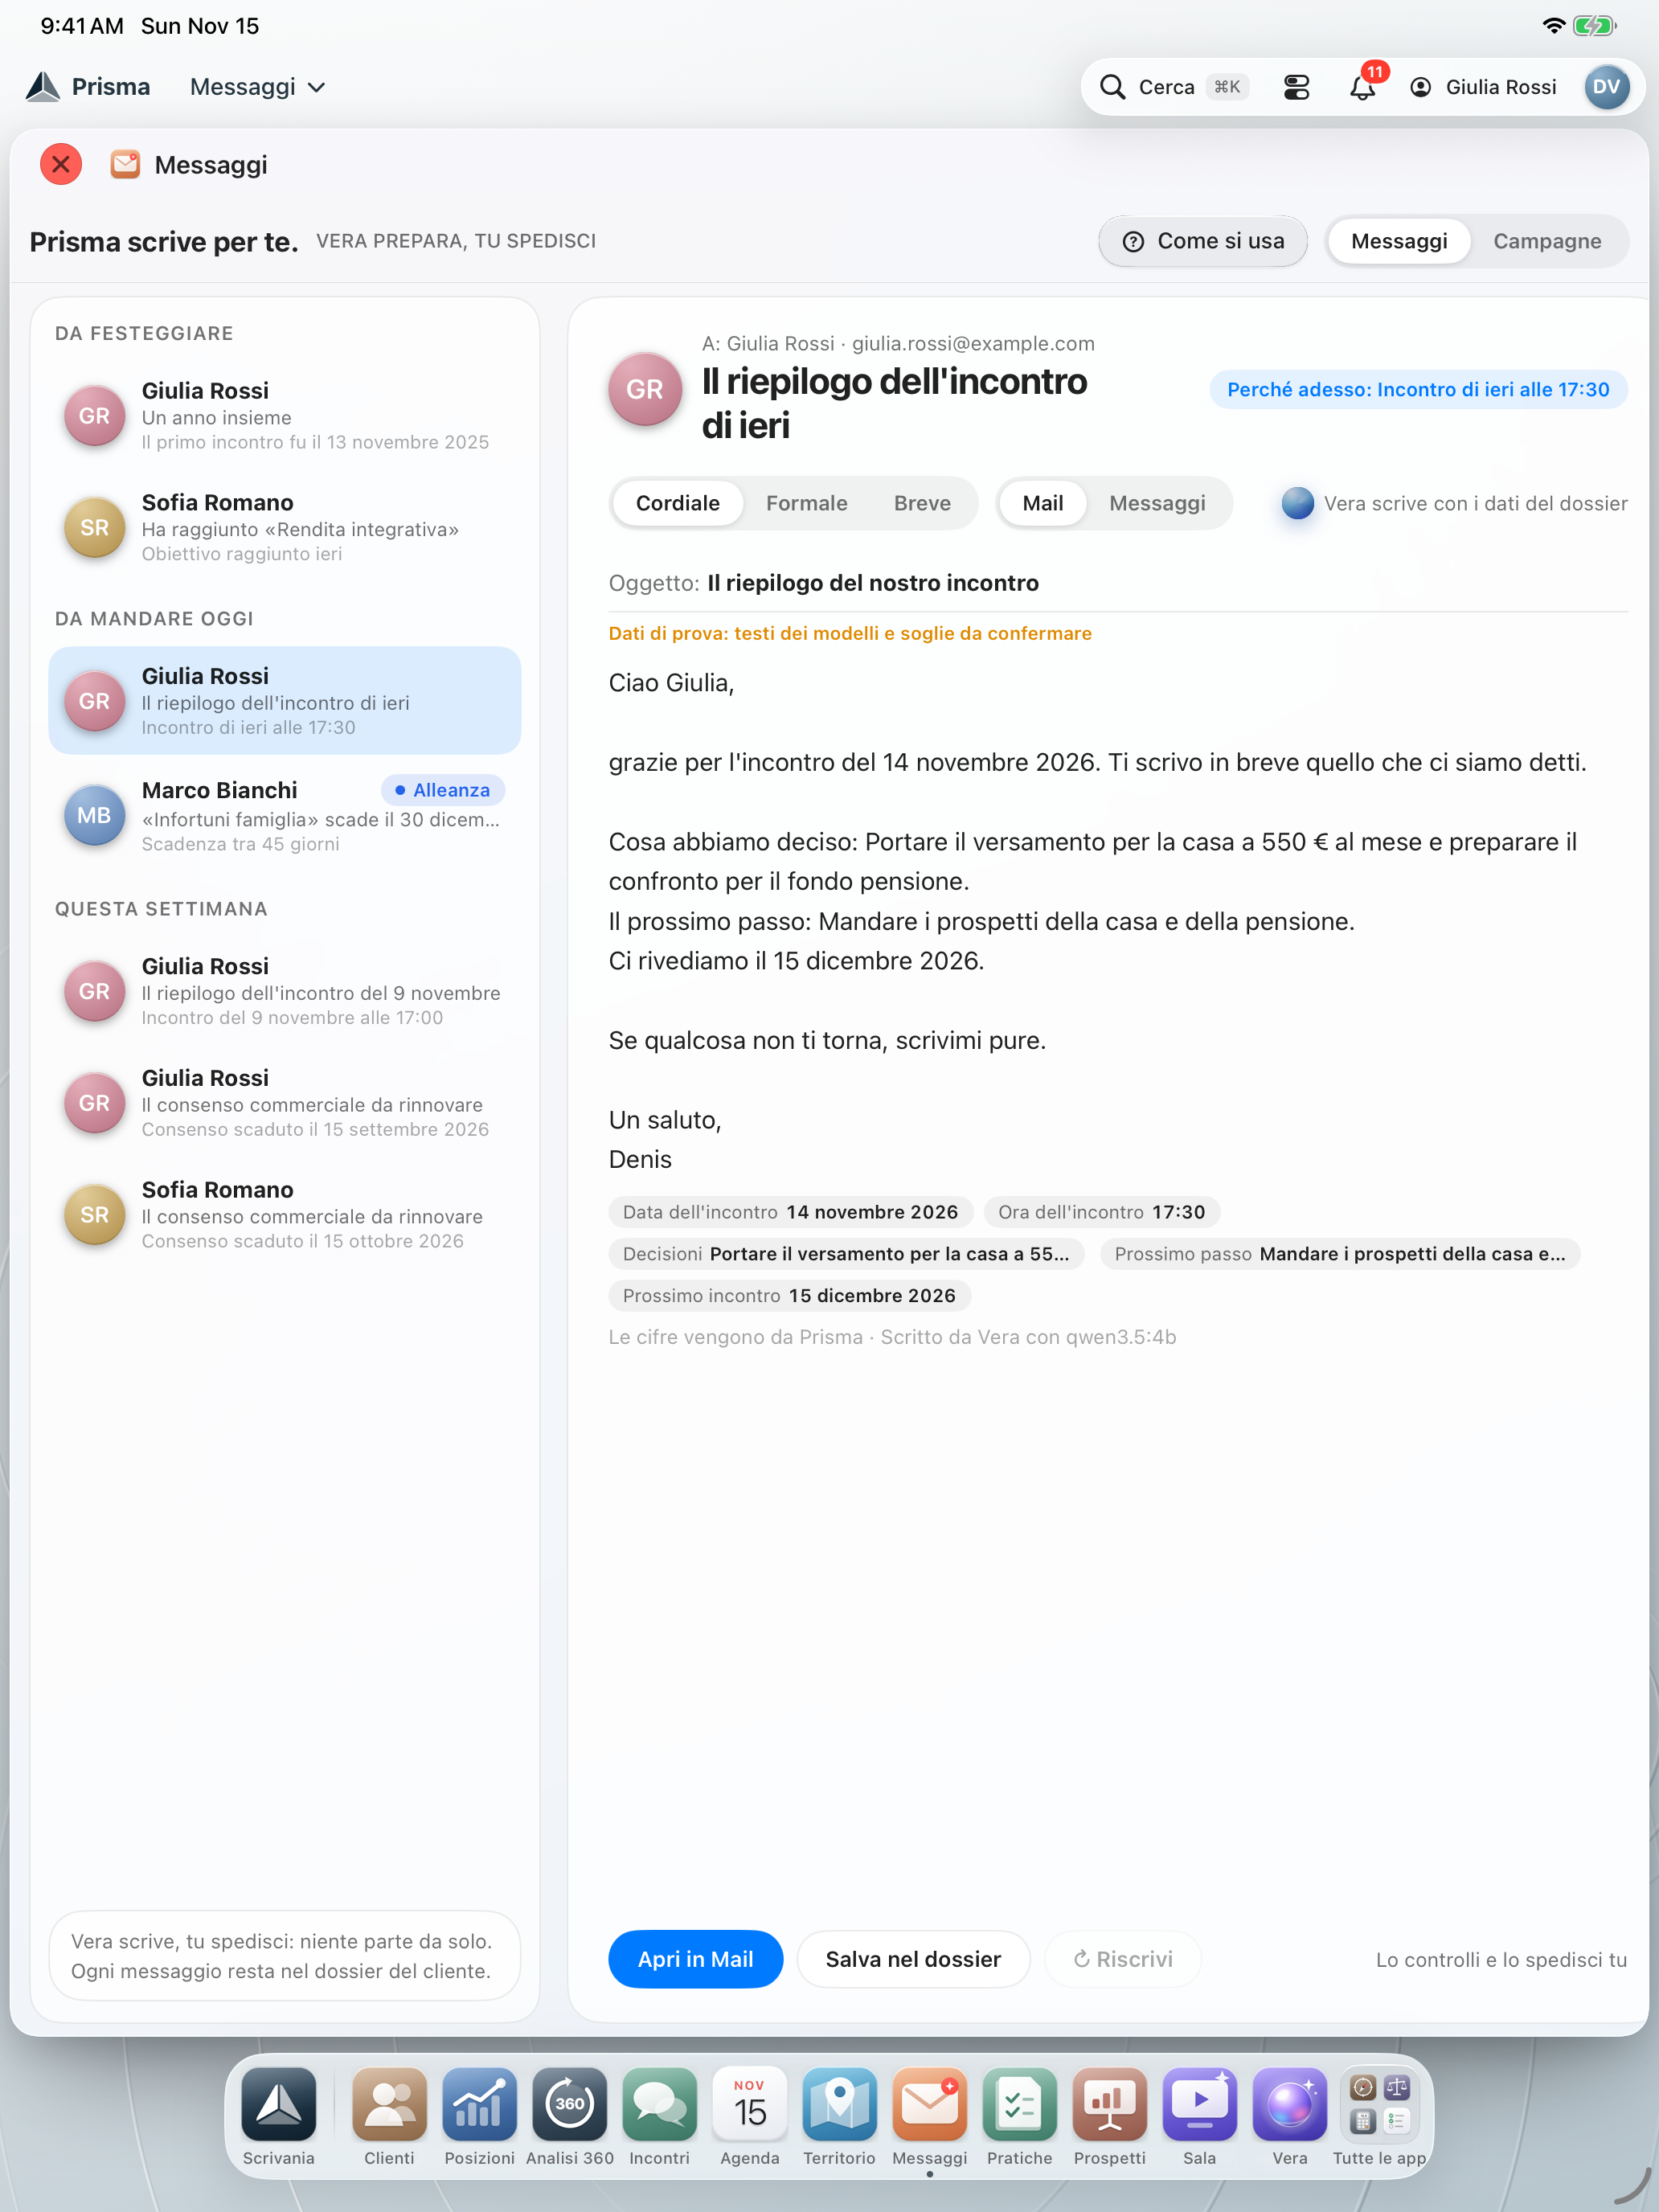 9:41 AM Sun Nov 15
Prisma Messaggi
Cerca ⌘K 11 Giulia Rossi DV
Messaggi
Prisma scrive per te. VERA PREPARA, TU SPEDISCI
Come si usa Messaggi Campagne
DA FESTEGGIARE
GR
Giulia Rossi
Un anno insieme
Il primo incontro fu il 13 novembre 2025
SR
Sofia Romano
Ha raggiunto «Rendita integrativa»
Obiettivo raggiunto ieri
DA MANDARE OGGI
GR
Giulia Rossi
Il riepilogo dell'incontro di ieri
Incontro di ieri alle 17:30
MB
Marco Bianchi Alleanza
«Infortuni famiglia» scade il 30 dicem...
Scadenza tra 45 giorni
QUESTA SETTIMANA
GR
Giulia Rossi
Il riepilogo dell'incontro del 9 novembre
Incontro del 9 novembre alle 17:00
GR
Giulia Rossi
Il consenso commerciale da rinnovare
Consenso scaduto il 15 settembre 2026
SR
Sofia Romano
Il consenso commerciale da rinnovare
Consenso scaduto il 15 ottobre 2026
Vera scrive, tu spedisci: niente parte da solo.
Ogni messaggio resta nel dossier del cliente.
GR
A: Giulia Rossi · giulia.rossi@example.com
Il riepilogo dell'incontro
di ieri
Perché adesso: Incontro di ieri alle 17:30
Cordiale Formale Breve Mail Messaggi Vera scrive con i dati del dossier
Oggetto: Il riepilogo del nostro incontro
Dati di prova: testi dei modelli e soglie da confermare
Ciao Giulia,
grazie per l'incontro del 14 novembre 2026. Ti scrivo in breve quello che ci siamo detti.
Cosa abbiamo deciso: Portare il versamento per la casa a 550 € al mese e preparare il
confronto per il fondo pensione.
Il prossimo passo: Mandare i prospetti della casa e della pensione.
Ci rivediamo il 15 dicembre 2026.
Se qualcosa non ti torna, scrivimi pure.
Un saluto,
Denis
Data dell'incontro 14 novembre 2026 Ora dell'incontro 17:30
Decisioni Portare il versamento per la casa a 55... Prossimo passo Mandare i prospetti della casa e...
Prossimo incontro 15 dicembre 2026
Le cifre vengono da Prisma · Scritto da Vera con qwen3.5:4b
Apri in Mail Salva nel dossier Riscrivi Lo controlli e lo spedisci tu
360
NOV
15
Scrivania Clienti Posizioni Analisi 360 Incontri Agenda Territorio Messaggi Pratiche Prospetti Sala Vera Tutte le app